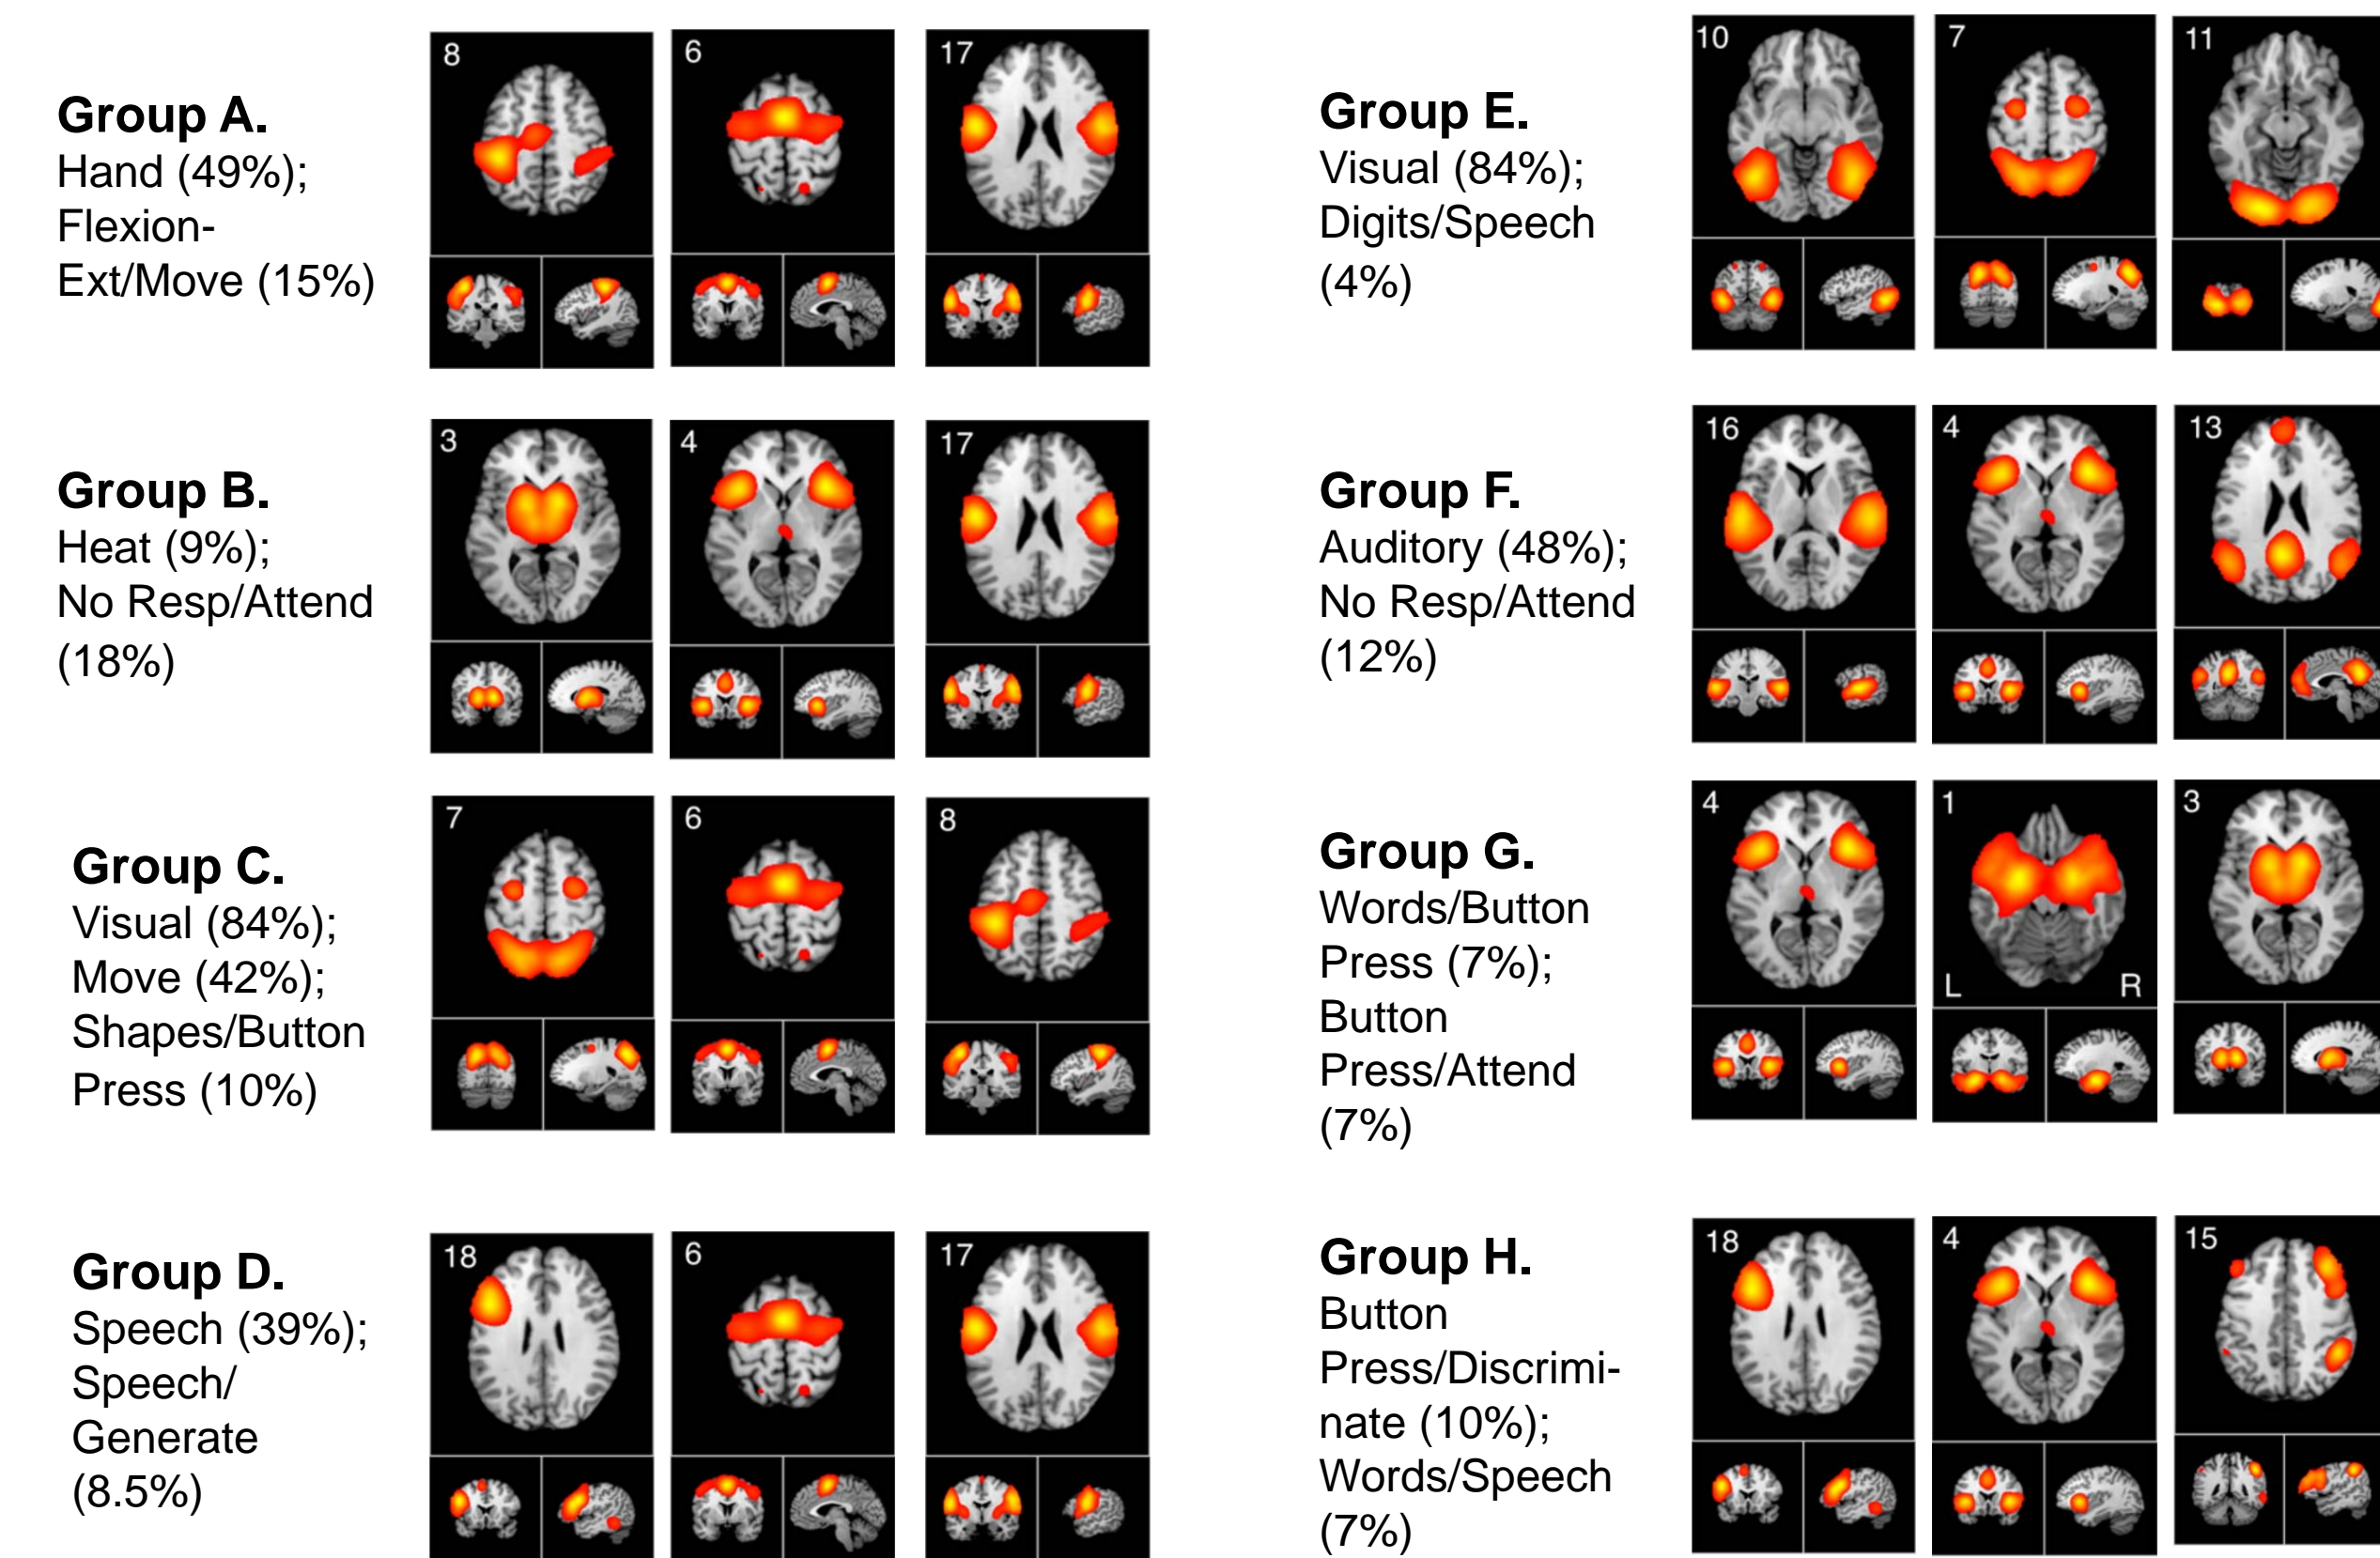 Group A.
Hand (49%);
Flexion-
Ext/Move (15%)
8
6
17
Group B.
Heat (9%);
No Resp/Attend
(18%)
3
4
17
Group C.
Visual (84%);
Move (42%);
Shapes/Button
Press (10%)
7
6
8
Group D.
Speech (39%);
Speech/
Generate
(8.5%)
18
6
17
Group E.
Visual (84%);
Digits/Speech
(4%)
10
7
11
Group F.
Auditory (48%);
No Resp/Attend
(12%)
16
4
13
Group G.
Words/Button
Press (7%);
Button
Press/Attend
(7%)
4
1
L R
3
Group H.
Button
Press/Discrimi-
nate (10%);
Words/Speech
(7%)
18
4
15